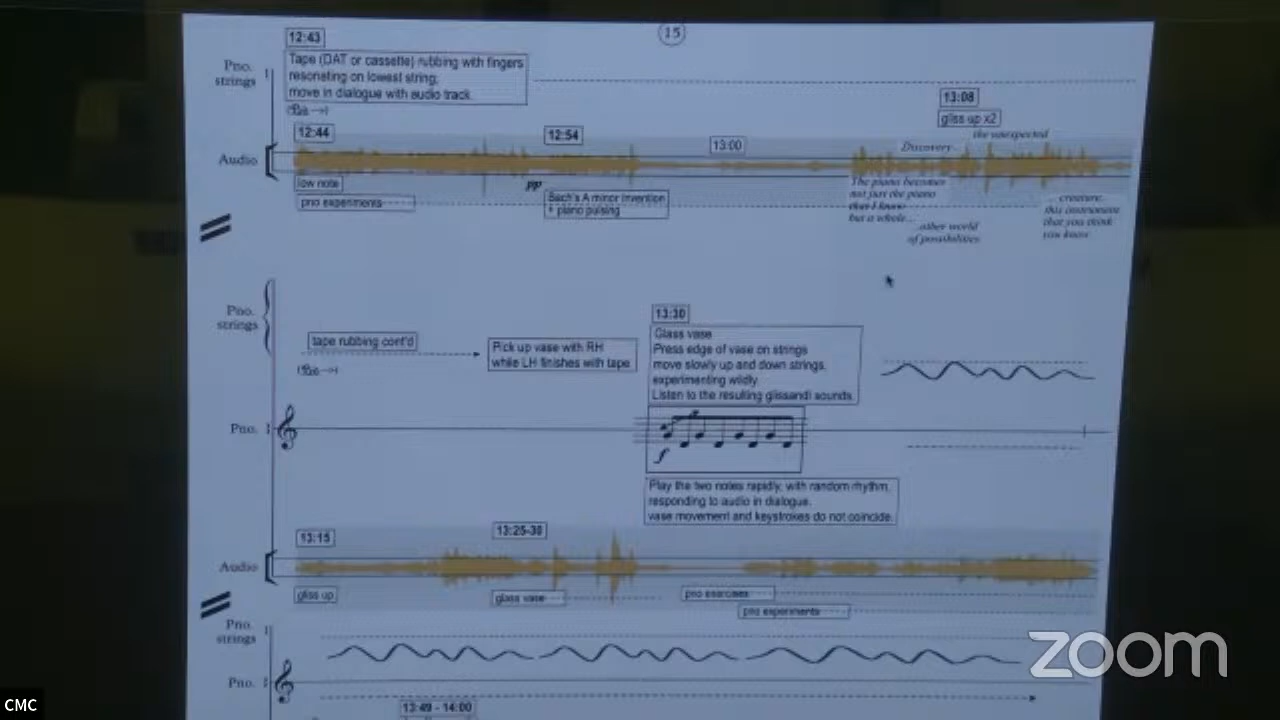 15
12:43
Pno.
strings
Tape (DAT or cassette) rubbing with fingers
resonating on lowest string;
move in dialogue with audio track.
12:44
12:54
13:00
13:08
gliss up x2
the unexpected
Discovery
Audio
low note
pno experiments
pp
Bach's A minor Invention
+ piano pulsing
The piano becomes
not just the piano
that I found
but a whole...
...other world
of possibilities
... creature.
this instrument
that you think
you know
Pno.
strings
tape rubbing cont'd
Pick up vase with RH
while LH finishes with tape
13:30
Glass vase
Press edge of vase on strings
move slowly up and down strings,
experimenting wildly.
Listen to the resulting glissandi sounds.
Pno.
f
Play the two notes rapidly, with random rhythm,
responding to audio in dialogue.
vase movement and keystrokes do not coincide.
13:15
13:25-30
Audio
gliss up
glass vase
pno exercises
pno experiments
Pno.
strings
Pno.
13:49 - 14:00
zoom
CMC